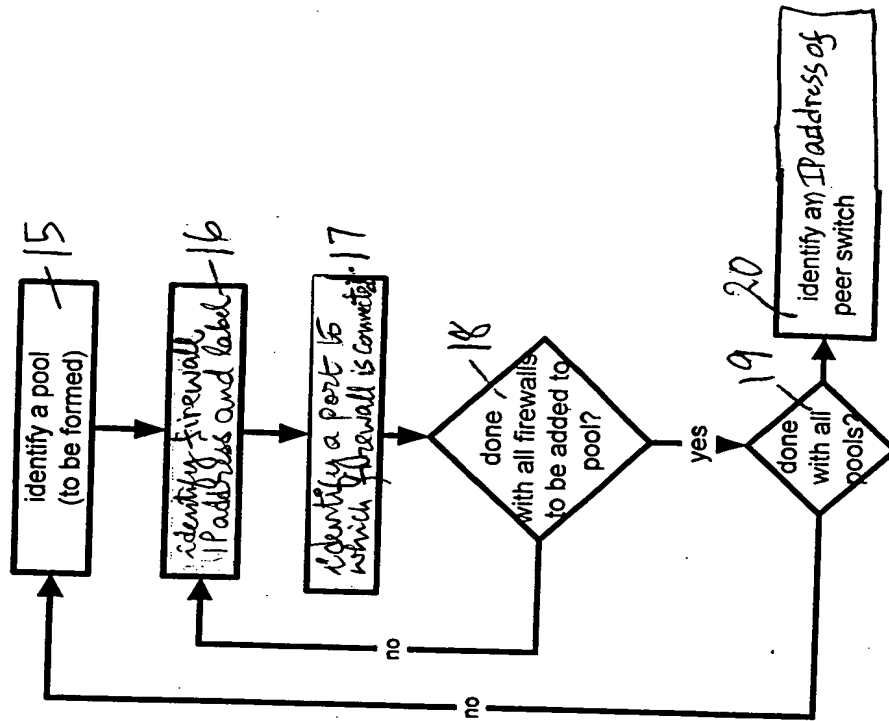 identify a pool
(to be formed)
15
identify firewall,
IP address and label
16
identify a port to
which firewall is connected
17
done
with all firewalls
to be added to
pool?
18
no
yes
done
with all
pools?
19
no
identify an IP address of
peer switch
20